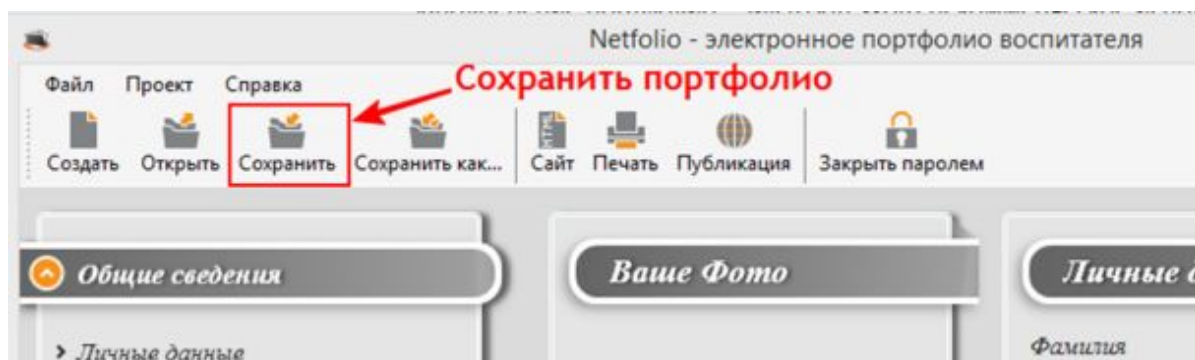 Netfolio - электронное портфолио воспитателя
Файл Проект Справка
Сохранить портфолио
Создать Открыть Сохранить Сохранить как... Сайт Печать Публикация Закрыть паролем
HTML
Общие сведения
Ваше Фото
Личные
Личные данные
Фамилия